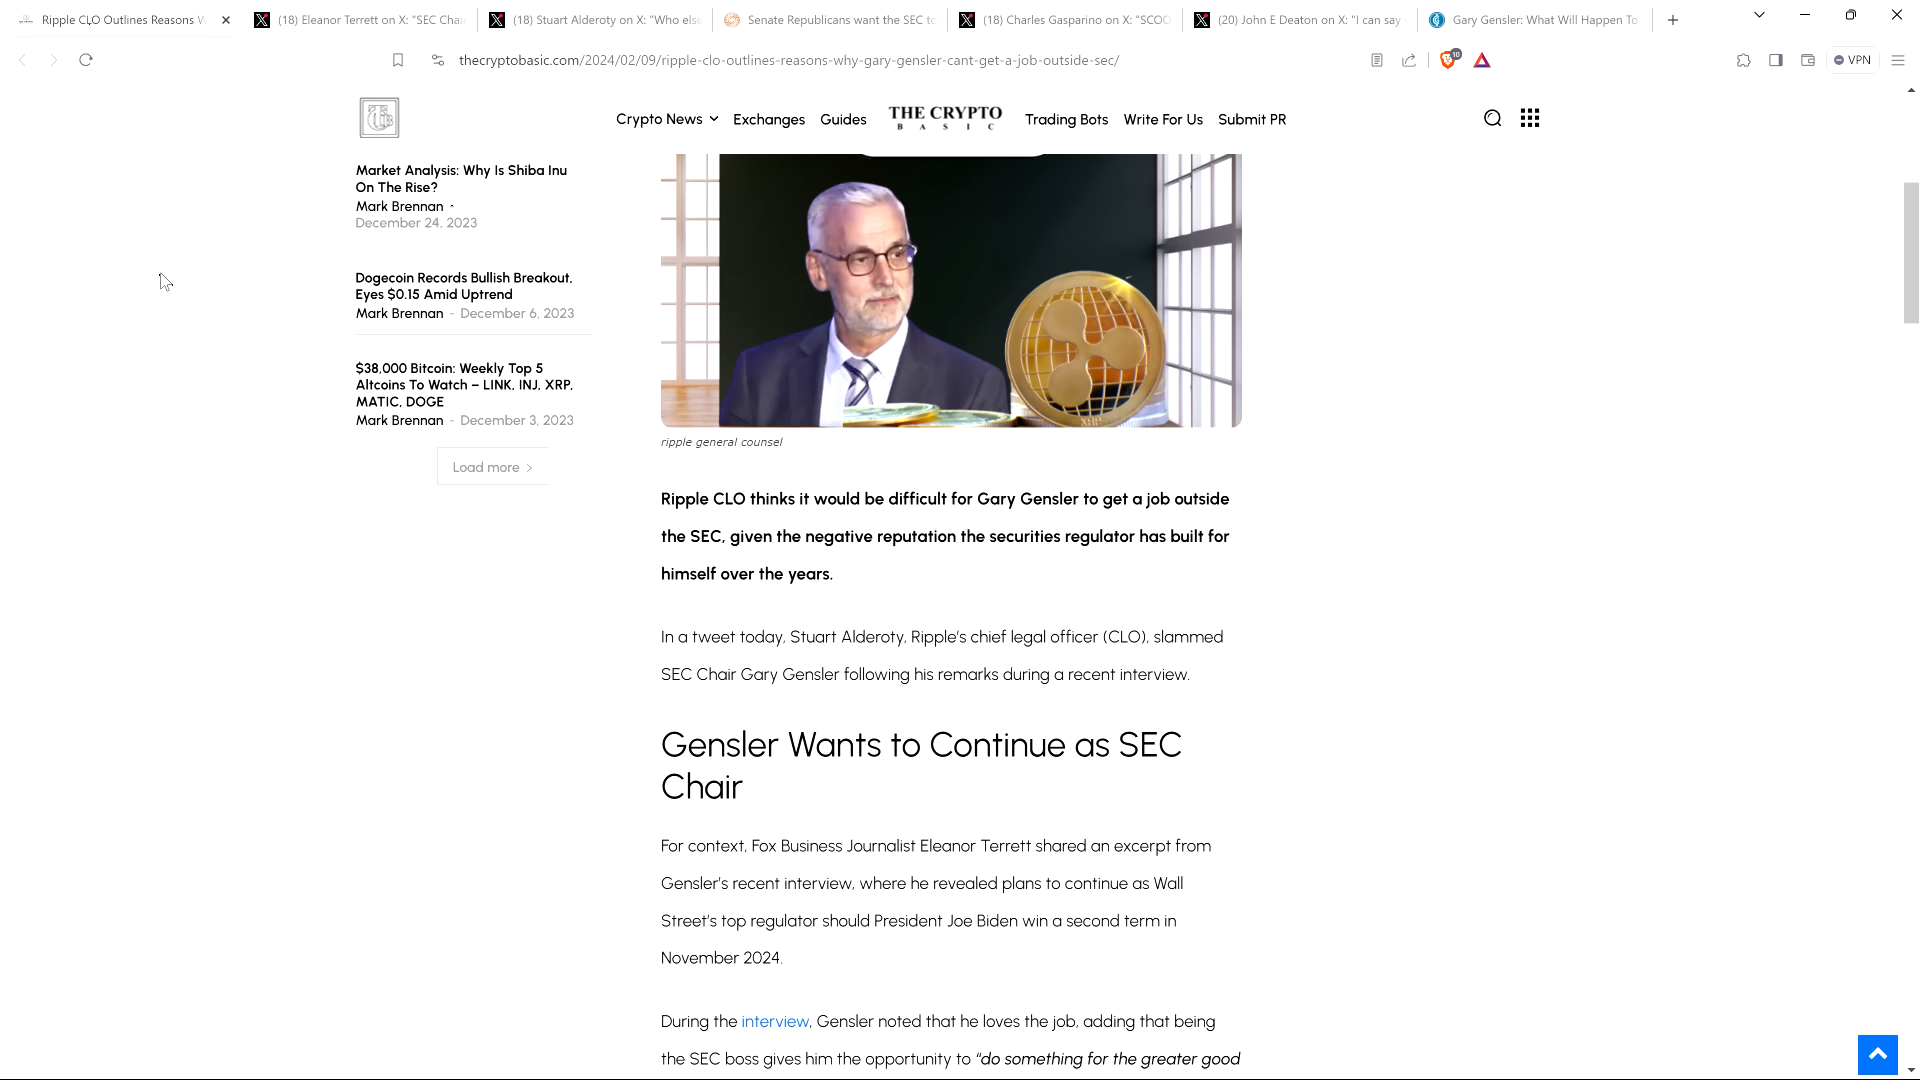 Ripple CLO Outlines Reasons
(18) Eleanor Terrett on X: "SEC Chai
(18) Stuart Alderoty on X: "Who else
Senate Republicans want the SEC to
(18) Charles Gasparino on X: "SCOO
(20) John E Deaton on X: "I can say
Gary Gensler: What Will Happen To
thecryptobasic.com/2024/02/09/ripple-clo-outlines-reasons-why-gary-gensler-cant-get-a-job-outside-sec/
10
VPN
Crypto News
Exchanges
Guides
THE CRYPTO
BASIC
Trading Bots
Write For Us
Submit PR
Market Analysis: Why Is Shiba Inu
On The Rise?
Mark Brennan -
December 24, 2023
Dogecoin Records Bullish Breakout,
Eyes $0.15 Amid Uptrend
Mark Brennan - December 6, 2023
$38,000 Bitcoin: Weekly Top 5
Altcoins To Watch – LINK, INJ, XRP,
MATIC, DOGE
Mark Brennan - December 3, 2023
Load more
ripple general counsel
Ripple CLO thinks it would be difficult for Gary Gensler to get a job outside
the SEC, given the negative reputation the securities regulator has built for
himself over the years.
In a tweet today, Stuart Alderoty, Ripple's chief legal officer (CLO), slammed
SEC Chair Gary Gensler following his remarks during a recent interview.
Gensler Wants to Continue as SEC
Chair
For context, Fox Business Journalist Eleanor Terrett shared an excerpt from
Gensler's recent interview, where he revealed plans to continue as Wall
Street's top regulator should President Joe Biden win a second term in
November 2024.
During the interview, Gensler noted that he loves the job, adding that being
the SEC boss gives him the opportunity to "do something for the greater good